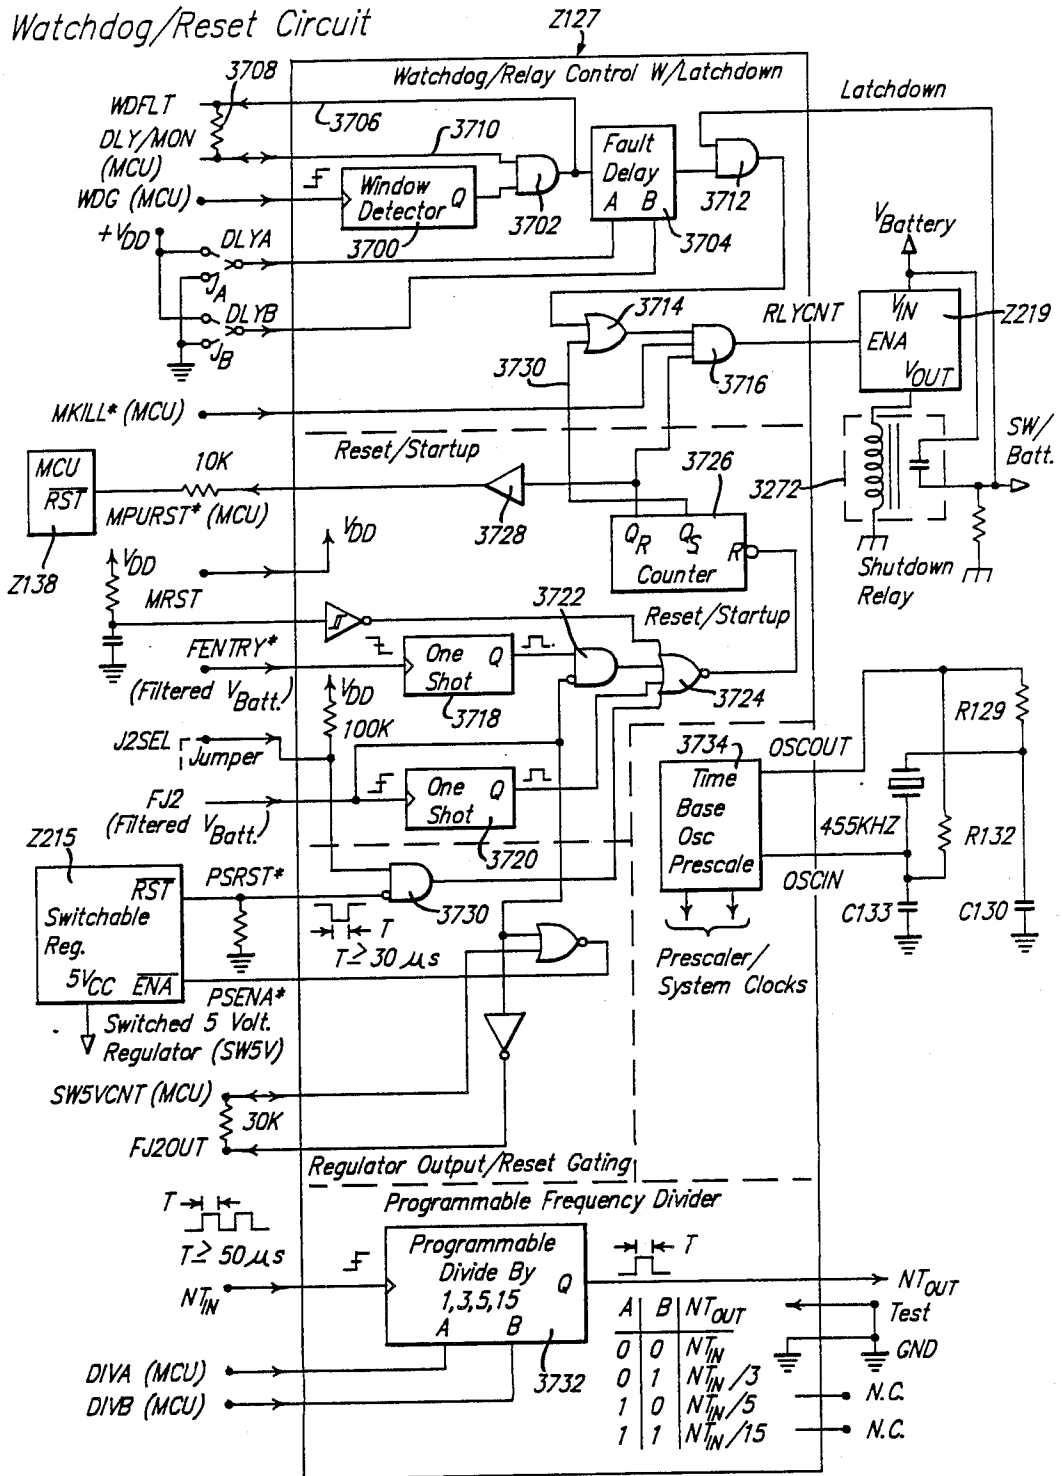 Watchdog/Reset Circuit
Z127
Watchdog/Relay Control W/Latchdown
3708
WDFLT
3706
Latchdown
DLY/MON
(MCU)
3710
Fault
Delay
A B
3712
WDG (MCU)
Window
Detector Q
3702
3704
3700
+VDD
DLYA
JA
DLYB
JB
VBattery
3714
RLYCNT
VIN
ENA
VOUT
Z219
3730
3716
MKILL* (MCU)
Reset/Startup
SW/
Batt.
MCU
RST
10K
MPURST* (MCU)
3728
3726
3272
Z138
VDD
VDD
MRST
QR QS R
Counter
Shutdown
Relay
3722
Reset/Startup
FENTRY*
(Filtered VBatt.)
One
Shot
Q
3718
3724
VDD
100K
J2SEL
Jumper
3734
OSCOUT
R129
FJ2
(Filtered VBatt.)
One
Shot
Q
3720
Time
Base
Osc
Prescale
455KHZ
R132
OSCIN
Z215
RST
PSRST*
3730
C133
C130
Switchable
Reg.
T
T ≥ 30 μs
5VCC ENA
PSENA*
Prescaler/
System Clocks
Switched 5 Volt.
Regulator (SW5V)
SW5VCNT (MCU)
30K
FJ2OUT
Regulator Output/Reset Gating
Programmable Frequency Divider
T
T ≥ 50 μs
Programmable
Divide By
1,3,5,15
Q
A B
T
NTIN
NTOUT
A B NTOUT
Test
0 0 NTIN
GND
3732
0 1 NTIN/3
DIVA (MCU)
1 0 NTIN/5
N.C.
DIVB (MCU)
1 1 NTIN/15
N.C.